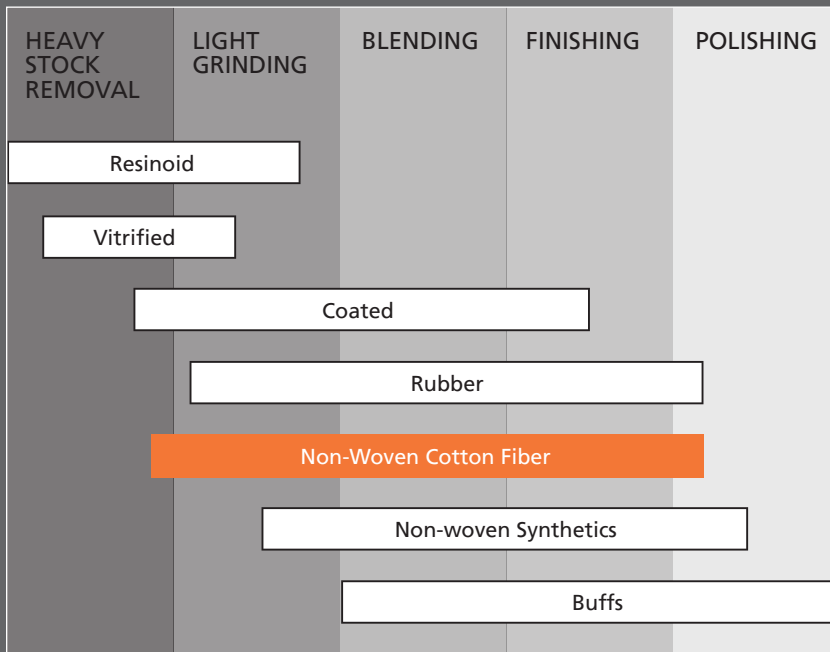 HEAVY
STOCK
REMOVAL
LIGHT
GRINDING
BLENDING
FINISHING
POLISHING
Resinoid
Vitrified
Coated
Rubber
Non-Woven Cotton Fiber
Non-woven Synthetics
Buffs